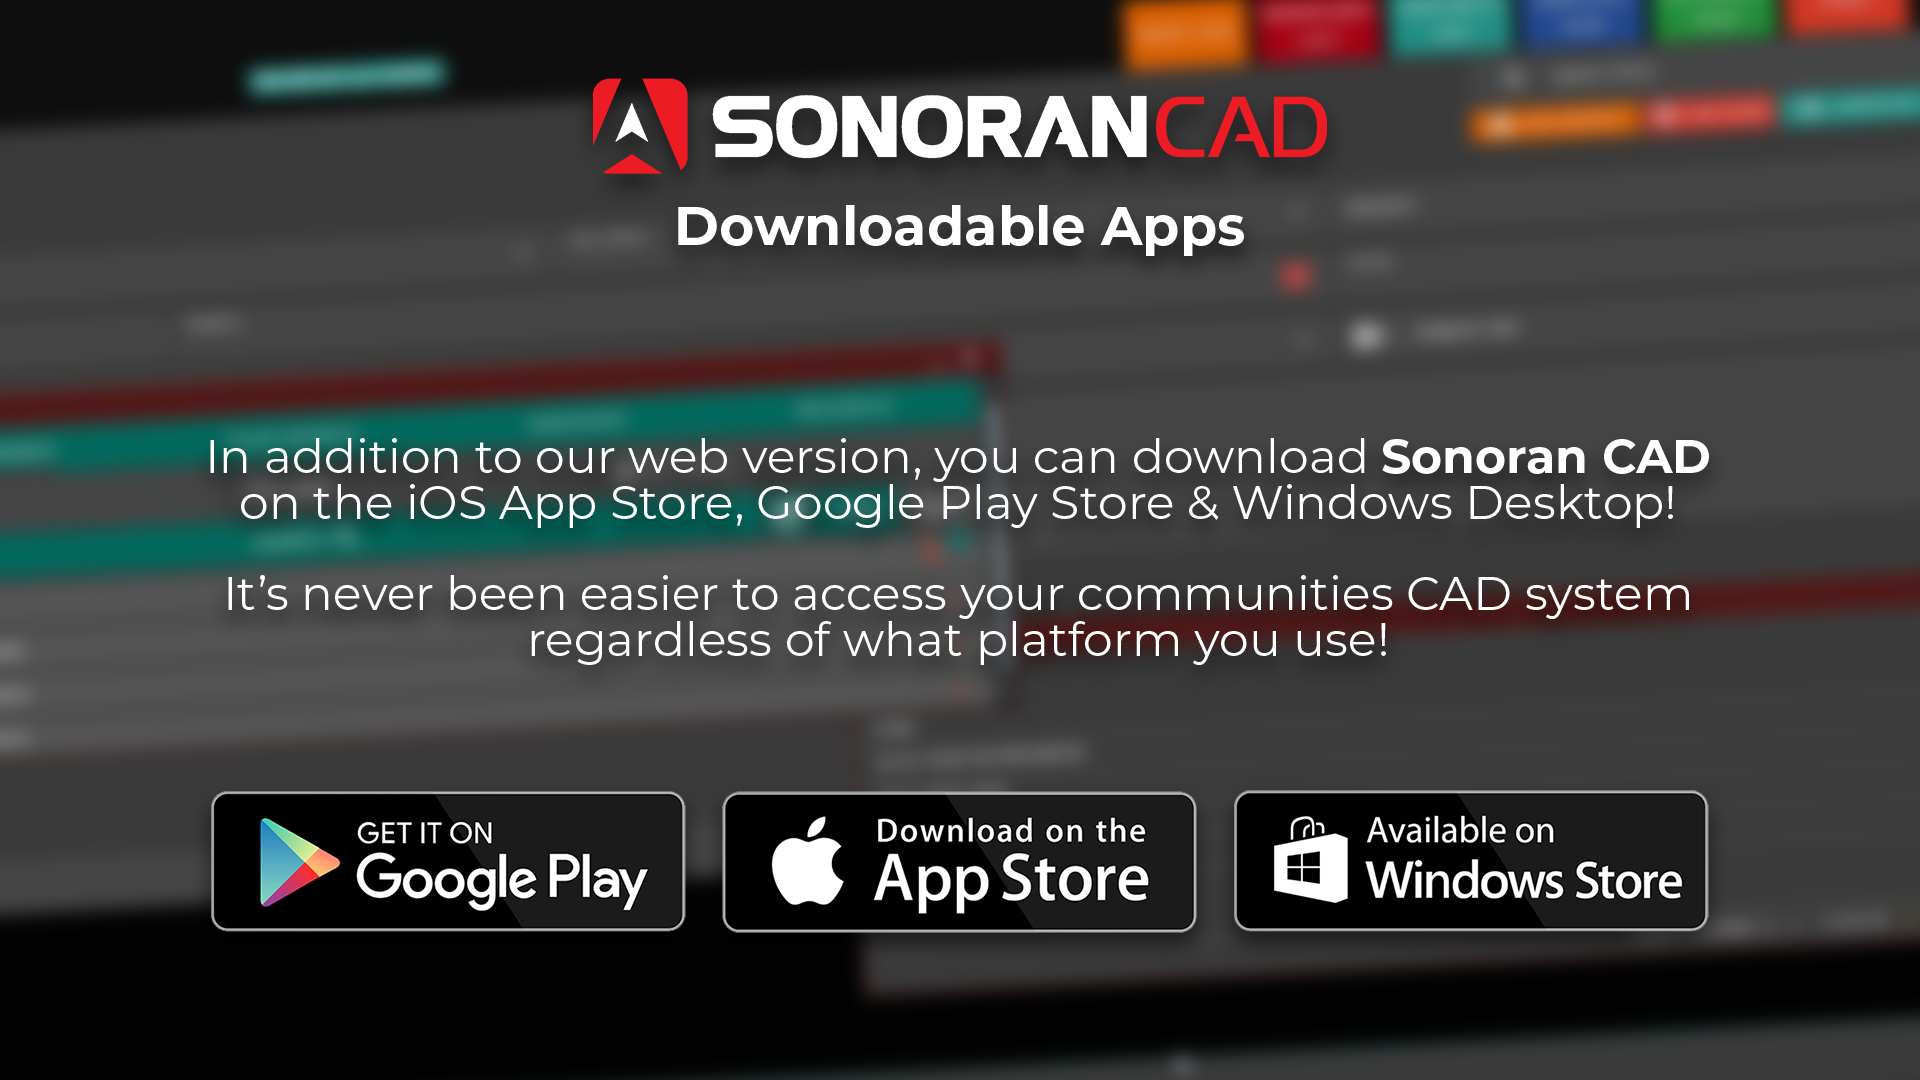 SONORANCAD
Downloadable Apps
In addition to our web version, you can download Sonoran CAD
on the iOS App Store, Google Play Store & Windows Desktop!
It’s never been easier to access your communities CAD system
regardless of what platform you use!
GET IT ON
Google Play
Download on the
App Store
Available on
Windows Store